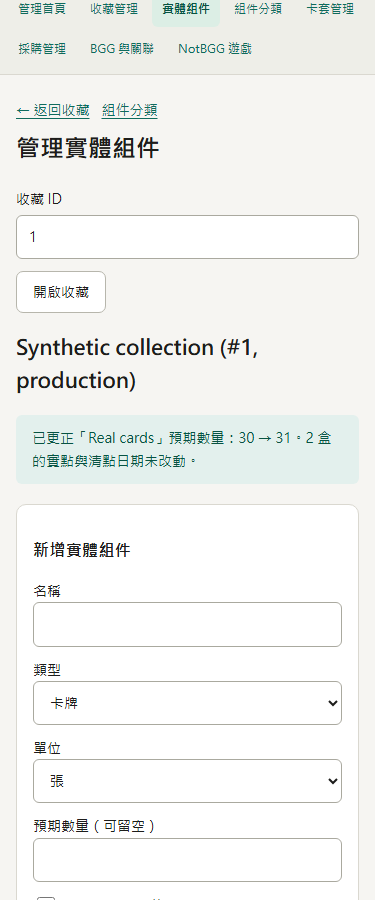 管理首頁 收藏管理 實體組件 組件分類 卡套管理
採購管理 BGG 與關聯 NotBGG 遊戲
← 返回收藏 組件分類
管理實體組件
收藏 ID
1
開啟收藏
Synthetic collection (#1,
production)
已更正「Real cards」預期數量：30 → 31。2 盒
的實點與清點日期未改動。
新增實體組件
名稱
類型
卡牌
單位
張
預期數量（可留空）